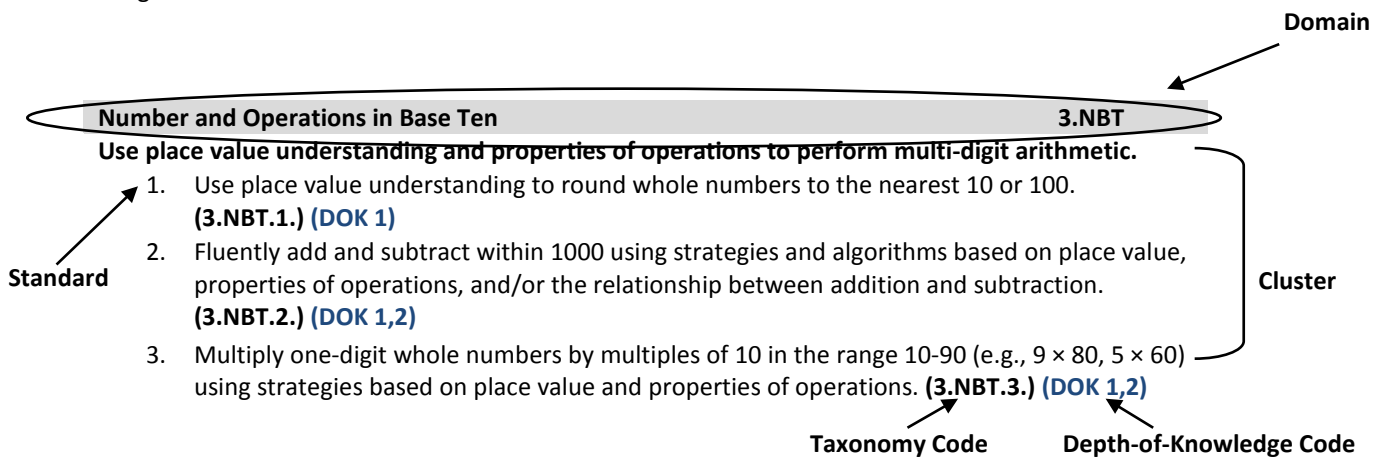 Domain
Number and Operations in Base Ten 3.NBT
Use place value understanding and properties of operations to perform multi-digit arithmetic.
1. Use place value understanding to round whole numbers to the nearest 10 or 100.
(3.NBT.1.) (DOK 1)
2. Fluently add and subtract within 1000 using strategies and algorithms based on place value,
Standard
properties of operations, and/or the relationship between addition and subtraction.
Cluster
(3.NBT.2.) (DOK 1,2)
3. Multiply one-digit whole numbers by multiples of 10 in the range 10-90 (e.g., 9 × 80, 5 × 60)
using strategies based on place value and properties of operations. (3.NBT.3.) (DOK 1,2)
Taxonomy Code Depth-of-Knowledge Code